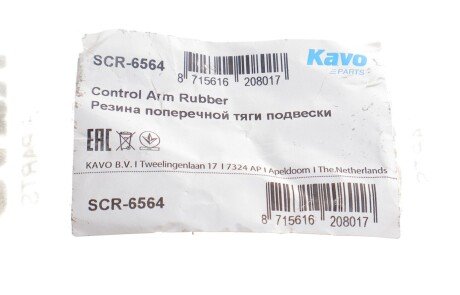 SCR-6564
8 715616 208017
Kavo
PARTS
Control Arm Rubber
Резина поперечной тяги подвески
EAC
KAVO B.V. I Tweelingenlaan 17 I 7324 AP I Apeldoorn I The Netherlands
SCR-6564
8 715616 208017